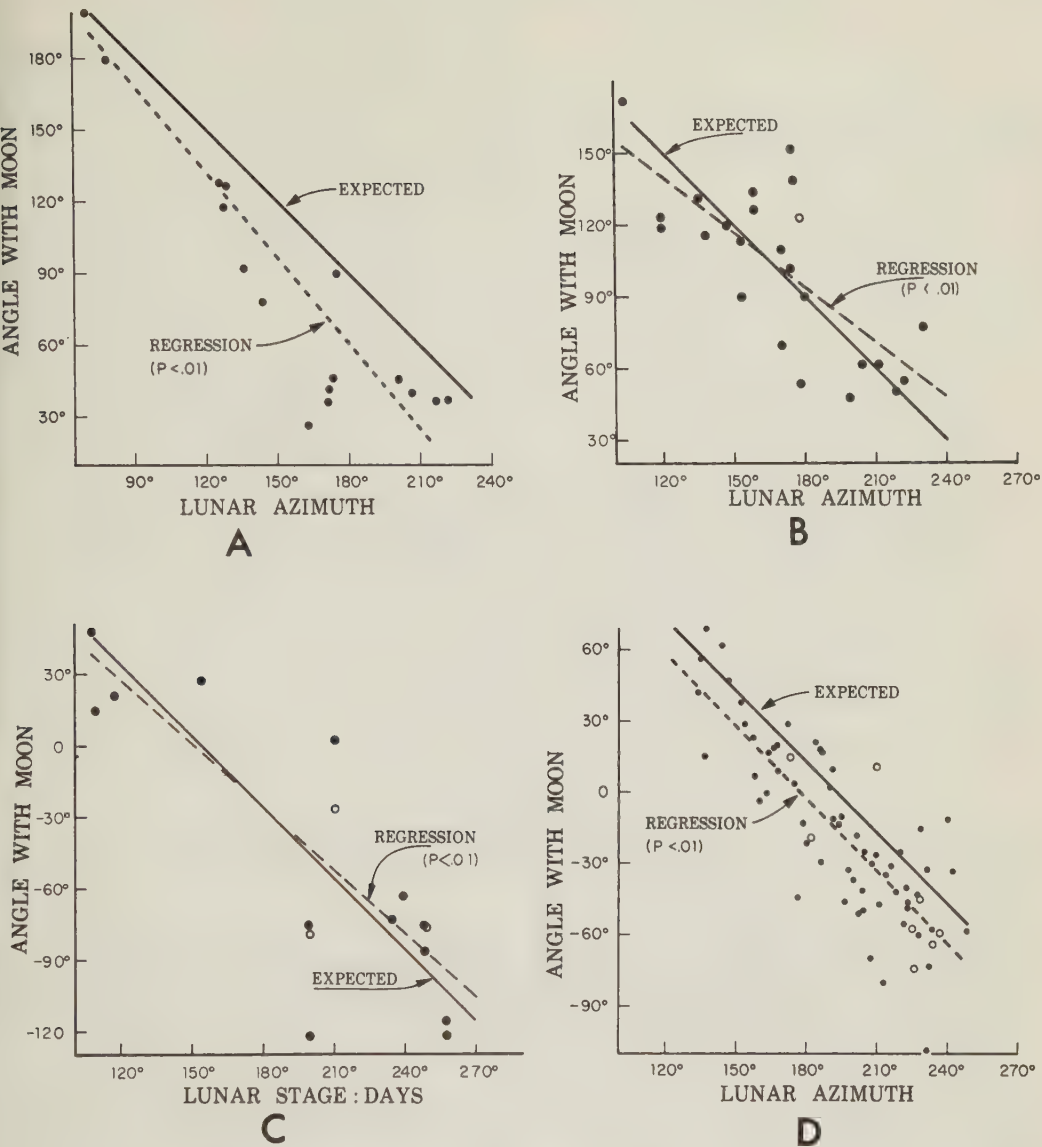 180°
150°
120°
90°
60°
30°
ANGLE WITH MOON
EXPECTED
REGRESSION
(P <.01)
90°
120°
150°
180°
210°
240°
LUNAR AZIMUTH
A
150°
120°
90°
60°
30°
ANGLE WITH MOON
EXPECTED
REGRESSION
(P < .01)
120°
150°
180°
210°
240°
270°
LUNAR AZIMUTH
B
30°
0
-30°
-60°
-90°
-120
ANGLE WITH MOON
REGRESSION
(P<.01)
EXPECTED
120°
150°
180°
210°
240°
270°
LUNAR STAGE : DAYS
C
60°
30°
0
-30°
-60°
-90°
ANGLE WITH MOON
EXPECTED
REGRESSION
(P <.01)
120°
150°
180°
210°
240°
270°
LUNAR AZIMUTH
D